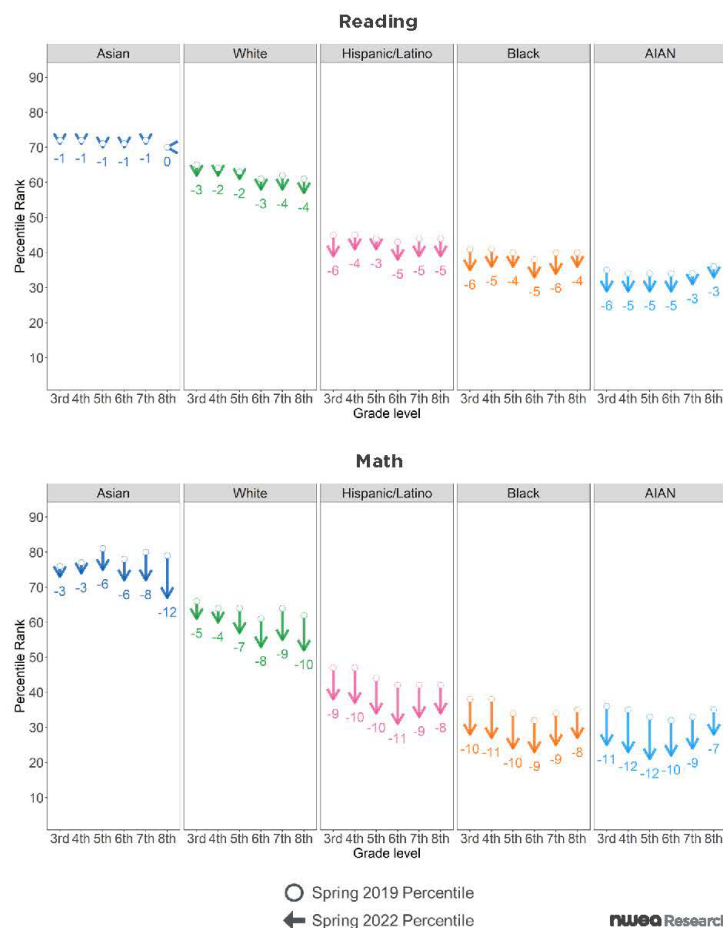 Reading
Asian White Hispanic/Latino Black AIAN
90
80
70
60
50
40
30
20
10
Percentile Rank
-1 -1 -1 -1 -1 0
-3 -2 -2 -3 -4 -4
-6 -4 -3 -5 -5 -5
-6 -5 -4 -5 -6 -4
-6 -5 -5 -5 -3 -3
3rd 4th 5th 6th 7th 8th 3rd 4th 5th 6th 7th 8th 3rd 4th 5th 6th 7th 8th 3rd 4th 5th 6th 7th 8th 3rd 4th 5th 6th 7th 8th
Grade level
Math
Asian White Hispanic/Latino Black AIAN
90
80
70
60
50
40
30
20
10
Percentile Rank
-3 -3 -6 -6 -8 -12
-5 -4 -7 -8 -9 -10
-9 -10 -10 -11 -9 -8
-10 -11 -10 -9 -9 -8
-11 -12 -12 -10 -9 -7
3rd 4th 5th 6th 7th 8th 3rd 4th 5th 6th 7th 8th 3rd 4th 5th 6th 7th 8th 3rd 4th 5th 6th 7th 8th 3rd 4th 5th 6th 7th 8th
Grade level
Spring 2019 Percentile
Spring 2022 Percentile
nwea Research